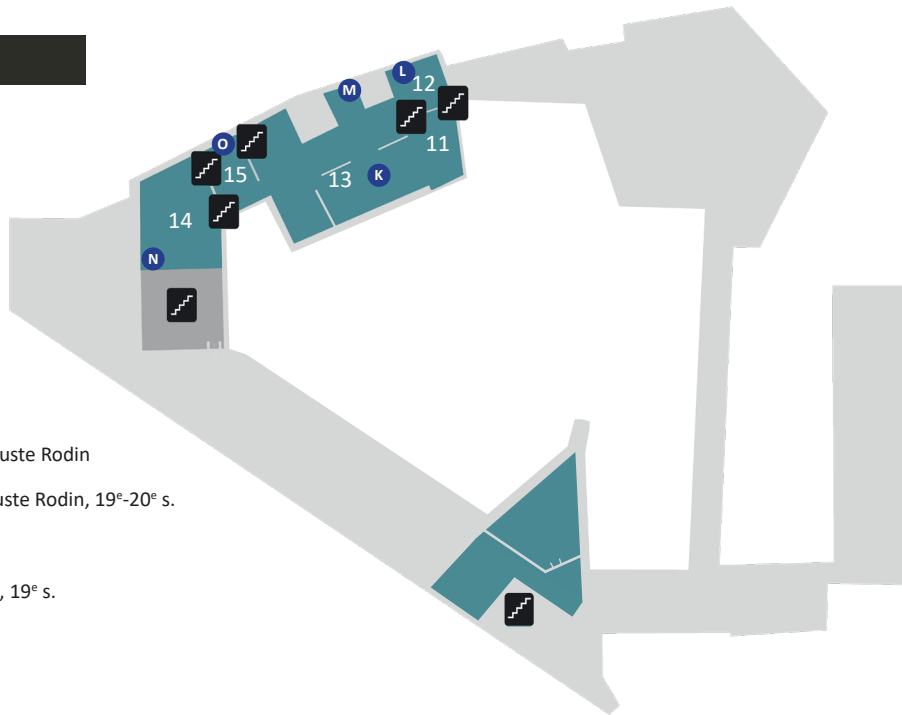 L
12
M
11
O
15
13
K
14
N
uste Rodin
uste Rodin, 19ᵉ-20ᵉ s.
, 19ᵉ s.